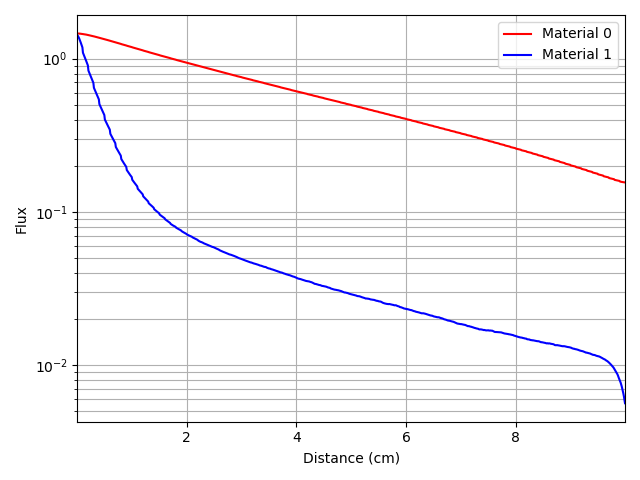 Material 0
Material 1
Flux
10⁰
10⁻¹
10⁻²
2 4 6 8
Distance (cm)